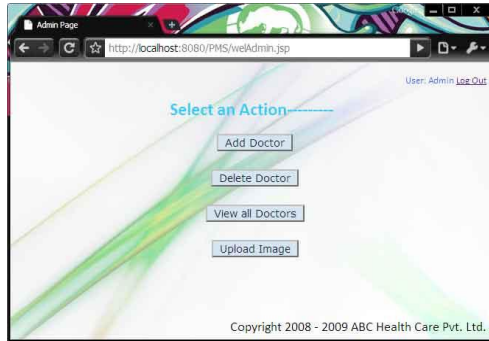 Admin Page
http://localhost:8080/PMS/welAdmin.jsp
User: Admin Log Out
Select an Action---------
Add Doctor
Delete Doctor
View all Doctors
Upload Image
Copyright 2008 - 2009 ABC Health Care Pvt. Ltd.